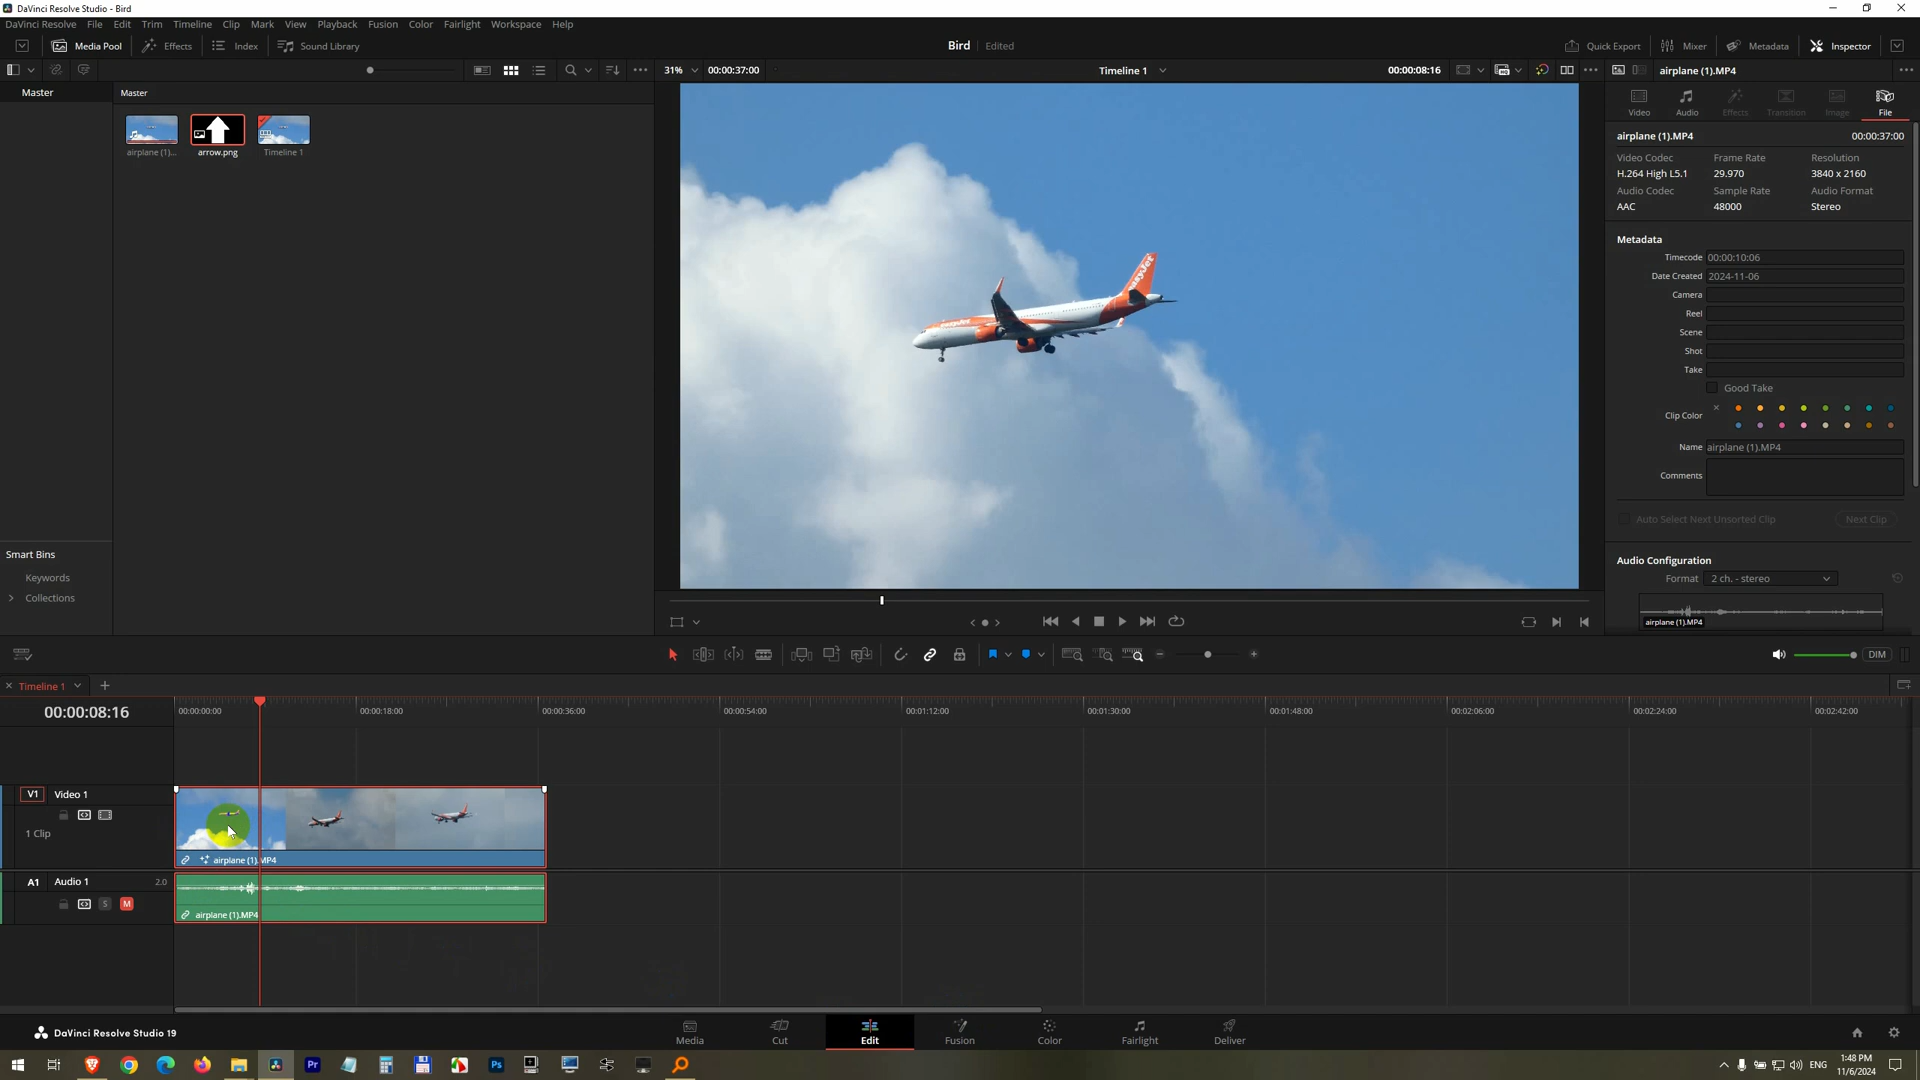 DaVinci Resolve Studio - Bird
DaVinci Resolve File Edit Trim Timeline Clip Mark View Playback Fusion Color Fairlight Workspace Help
Media Pool Effects Index Sound Library Bird Edited Quick Export Mixer Metadata Inspector
31% 00:00:37:00 Timeline 1 00:00:08:16 airplane (1).MP4
Master Master
Video Audio Effects Transition Image File
airplane (1)... arrow.png Timeline 1
airplane (1).MP4 00:00:37:00
Video Codec Frame Rate Resolution
H.264 High L5.1 29.970 3840 x 2160
Audio Codec Sample Rate Audio Format
AAC 48000 Stereo
Metadata
Timecode 00:00:10:06
Date Created 2024-11-06
Camera
Reel
Scene
Shot
Take
Good Take
Clip Color
Name airplane (1).MP4
Comments
Auto Select Next Unsorted Clip Next Clip
Audio Configuration
Format 2 ch. - stereo
airplane (1).MP4
easyJet
easyJet
Smart Bins
Keywords
Collections
DIM
Timeline 1
00:00:08:16
00:00:00:00 00:00:18:00 00:00:36:00 00:00:54:00 00:01:12:00 00:01:30:00 00:01:48:00 00:02:06:00 00:02:24:00 00:02:42:00
V1 Video 1
1 Clip
airplane (1).MP4
A1 Audio 1 2.0
S M
airplane (1).MP4
DaVinci Resolve Studio 19
Media Cut Edit Fusion Color Fairlight Deliver
Pr Ps
ENG
1:48 PM
11/6/2024